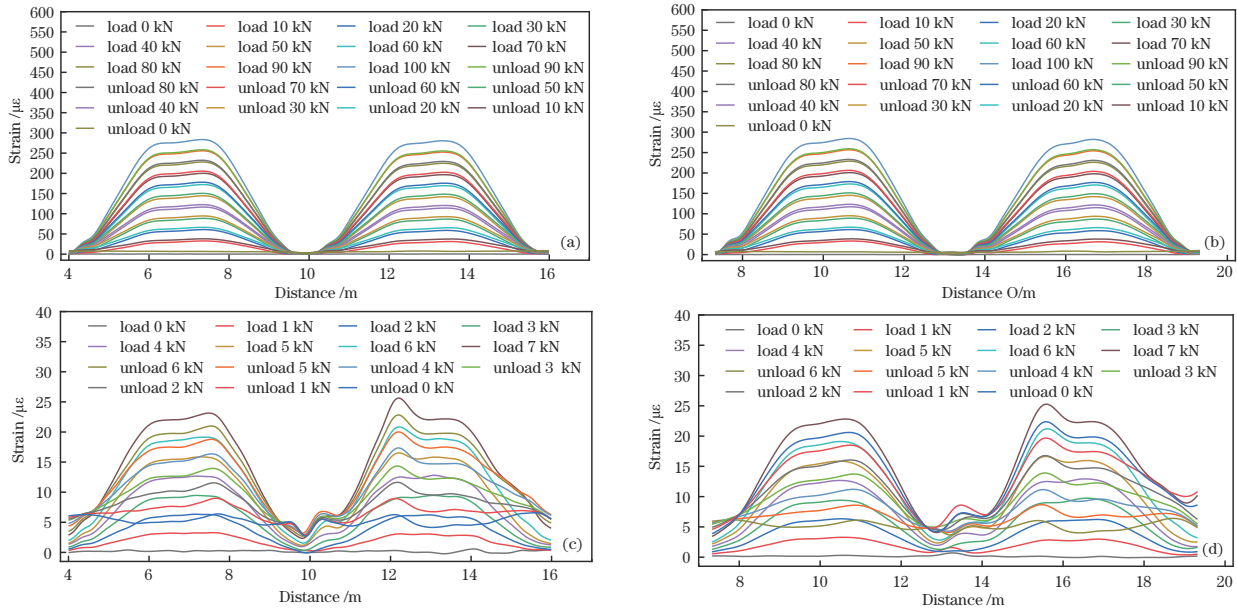 600
550
500
450
400
350
300
250
200
150
100
50
0
Strain /με
load 0 kN load 10 kN load 20 kN load 30 kN
load 40 kN load 50 kN load 60 kN load 70 kN
load 80 kN load 90 kN load 100 kN unload 90 kN
unload 80 kN unload 70 kN unload 60 kN unload 50 kN
unload 40 kN unload 30 kN unload 20 kN unload 10 kN
unload 0 kN
(a)
4 6 8 10 12 14 16
Distance /m
600
550
500
450
400
350
300
250
200
150
100
50
0
Strain /με
load 0 kN load 10 kN load 20 kN load 30 kN
load 40 kN load 50 kN load 60 kN load 70 kN
load 80 kN load 90 kN load 100 kN unload 90 kN
unload 80 kN unload 70 kN unload 60 kN unload 50 kN
unload 40 kN unload 30 kN unload 20 kN unload 10 kN
unload 0 kN
(b)
8 10 12 14 16 18 20
Distance O/m
40
35
30
25
20
15
10
5
0
Strain /με
load 0 kN load 1 kN load 2 kN load 3 kN
load 4 kN load 5 kN load 6 kN load 7 kN
unload 6 kN unload 5 kN unload 4 kN unload 3 kN
unload 2 kN unload 1 kN unload 0 kN
(c)
4 6 8 10 12 14 16
Distance /m
40
35
30
25
20
15
10
5
0
Strain /με
load 0 kN load 1 kN load 2 kN load 3 kN
load 4 kN load 5 kN load 6 kN load 7 kN
unload 6 kN unload 5 kN unload 4 kN unload 3 kN
unload 2 kN unload 1 kN unload 0 kN
(d)
8 10 12 14 16 18 20
Distance /m